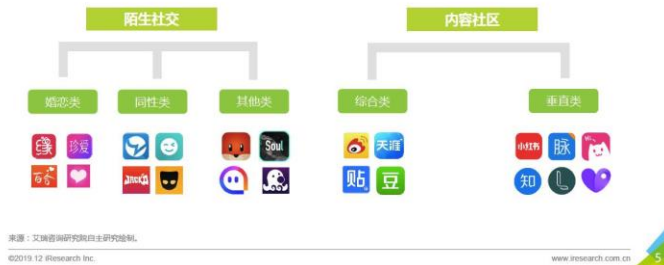 陌生社交
内容社区
婚恋类
同性类
其他类
综合类
垂直类
缘
珍爱
JACK'D
Soul
天涯
贴
豆
小红书
脉
知
来源：艾瑞咨询研究院自主研究绘制。
©2019.12 iResearch Inc.
www.iresearch.com.cn
5